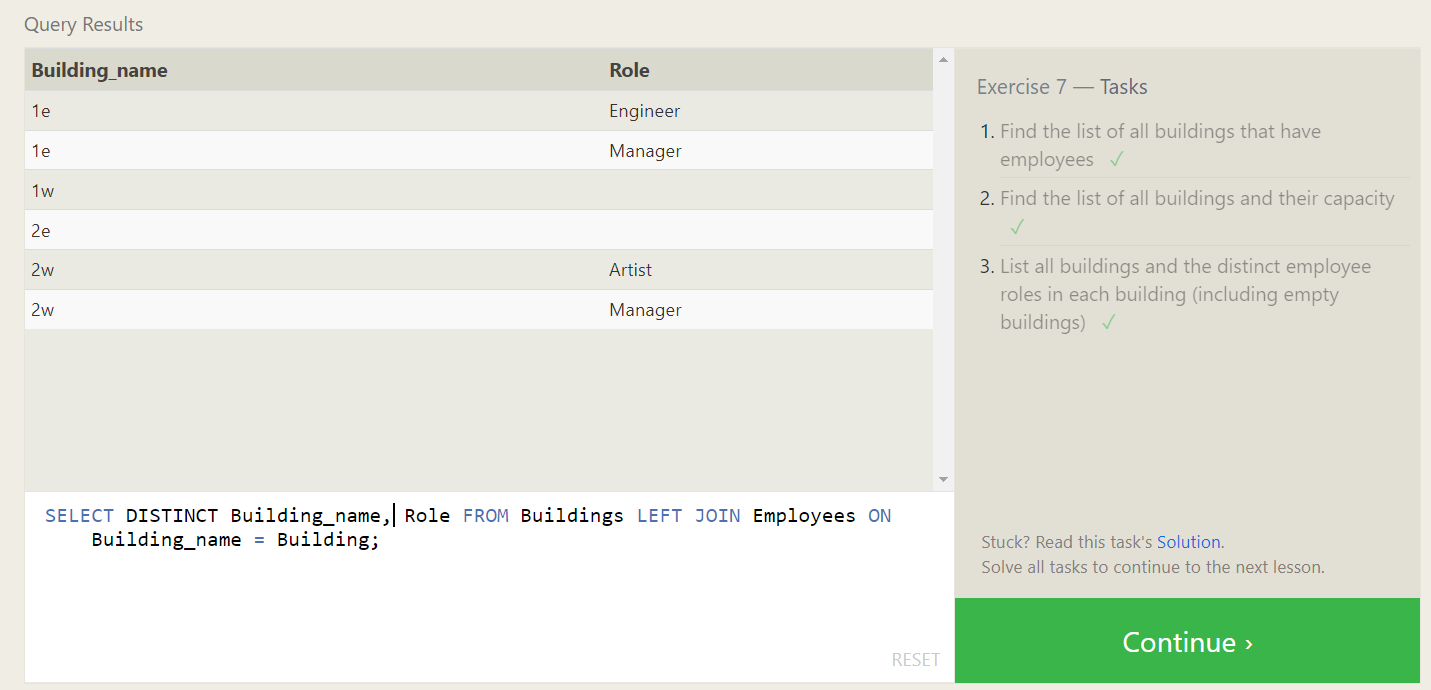 Query Results
Building_name Role
1e Engineer
1e Manager
1w
2e
2w Artist
2w Manager
SELECT DISTINCT Building_name, Role FROM Buildings LEFT JOIN Employees ON
Building_name = Building;
RESET
Exercise 7 — Tasks
1. Find the list of all buildings that have
employees ✓
2. Find the list of all buildings and their capacity
✓
3. List all buildings and the distinct employee
roles in each building (including empty
buildings) ✓
Stuck? Read this task's Solution.
Solve all tasks to continue to the next lesson.
Continue ›